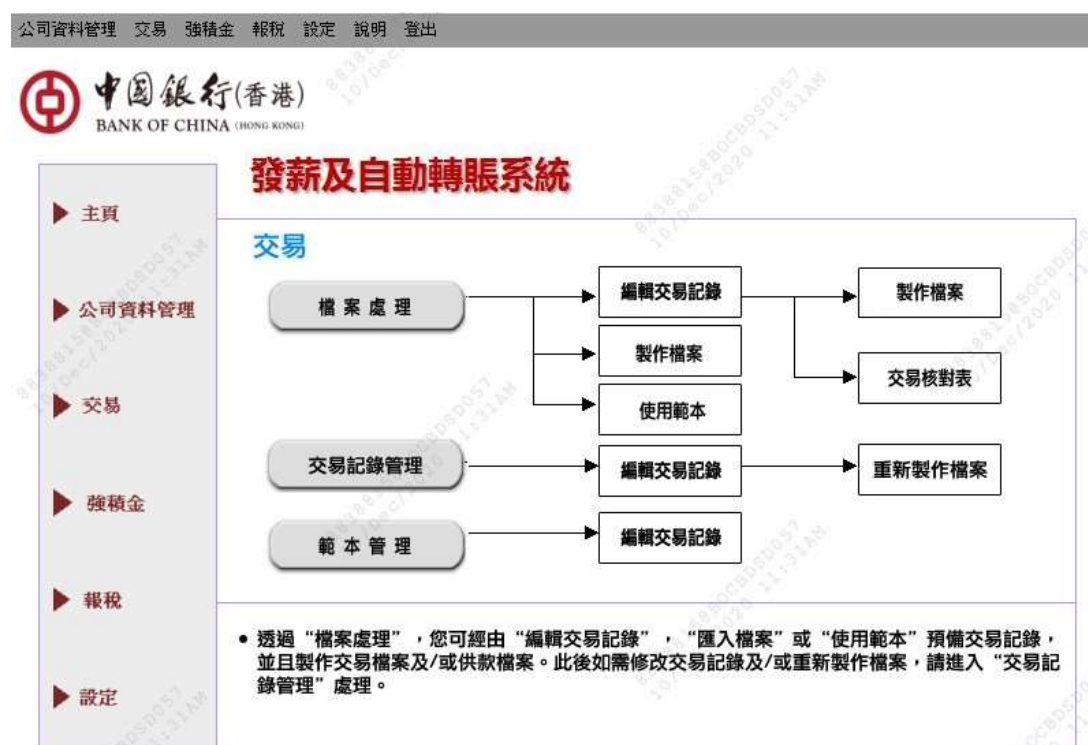 公司資料管理 交易 強積金 報稅 設定 說明 登出
中国銀行(香港)
BANK OF CHINA (HONG KONG)
發薪及自動轉賬系統
主頁
公司資料管理
交易
強積金
報稅
設定
交易
檔案處理
編輯交易記錄
製作檔案
製作檔案
交易核對表
使用範本
交易記錄管理
編輯交易記錄
重新製作檔案
範本管理
編輯交易記錄
• 透過“檔案處理”，您可經由“編輯交易記錄”，“匯入檔案”或“使用範本”預備交易記錄，
並且製作交易檔案及/或供款檔案。此後如需修改交易記錄及/或重新製作檔案，請進入“交易記
錄管理”處理。